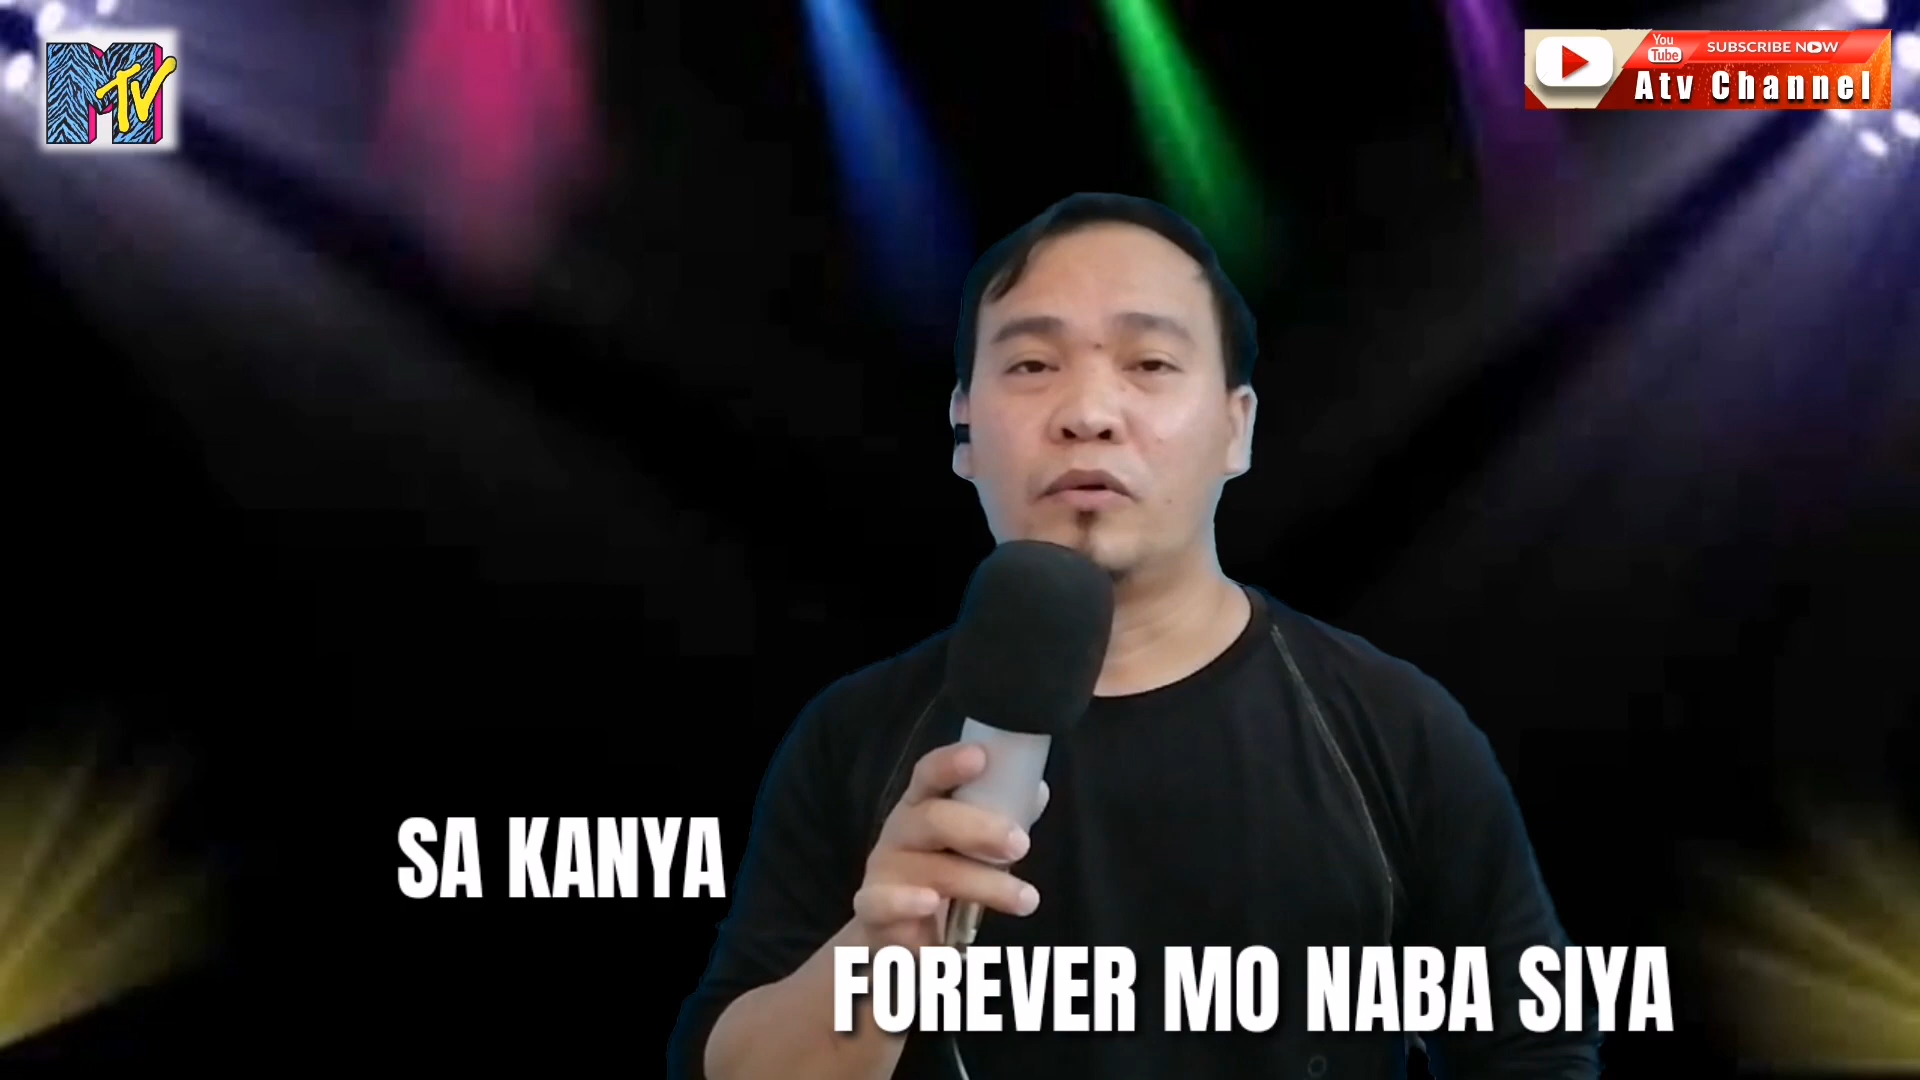 MTV
You
Tube
SUBSCRIBE NOW
Atv Channel
SA KANYA
FOREVER MO NABA SIYA